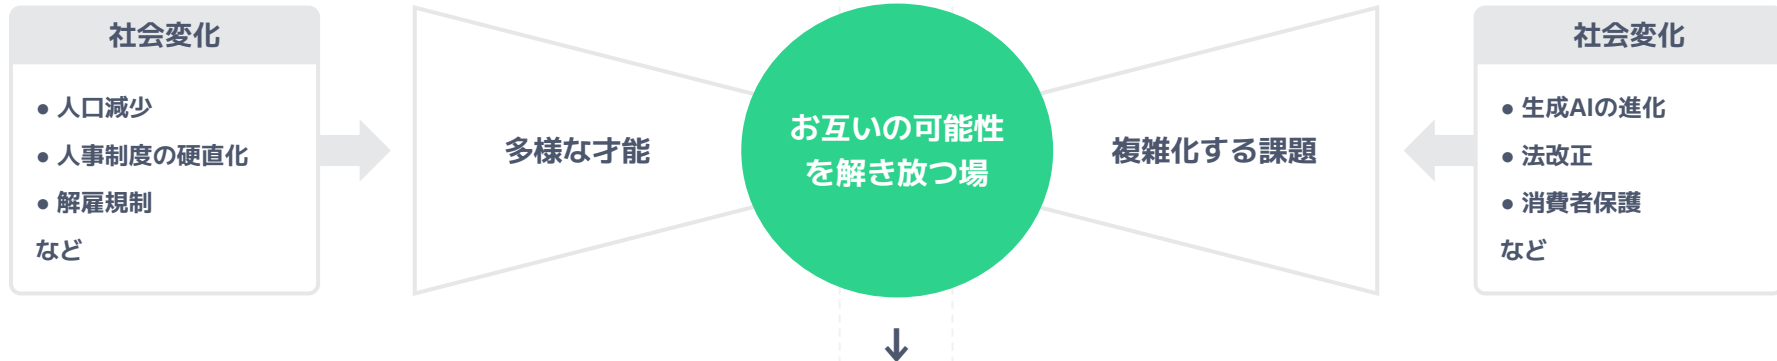 社会変化
● 人口減少
● 人事制度の硬直化
● 解雇規制
など
多様な才能
お互いの可能性
を解き放つ場
複雑化する課題
社会変化
● 生成AIの進化
● 法改正
● 消費者保護
など